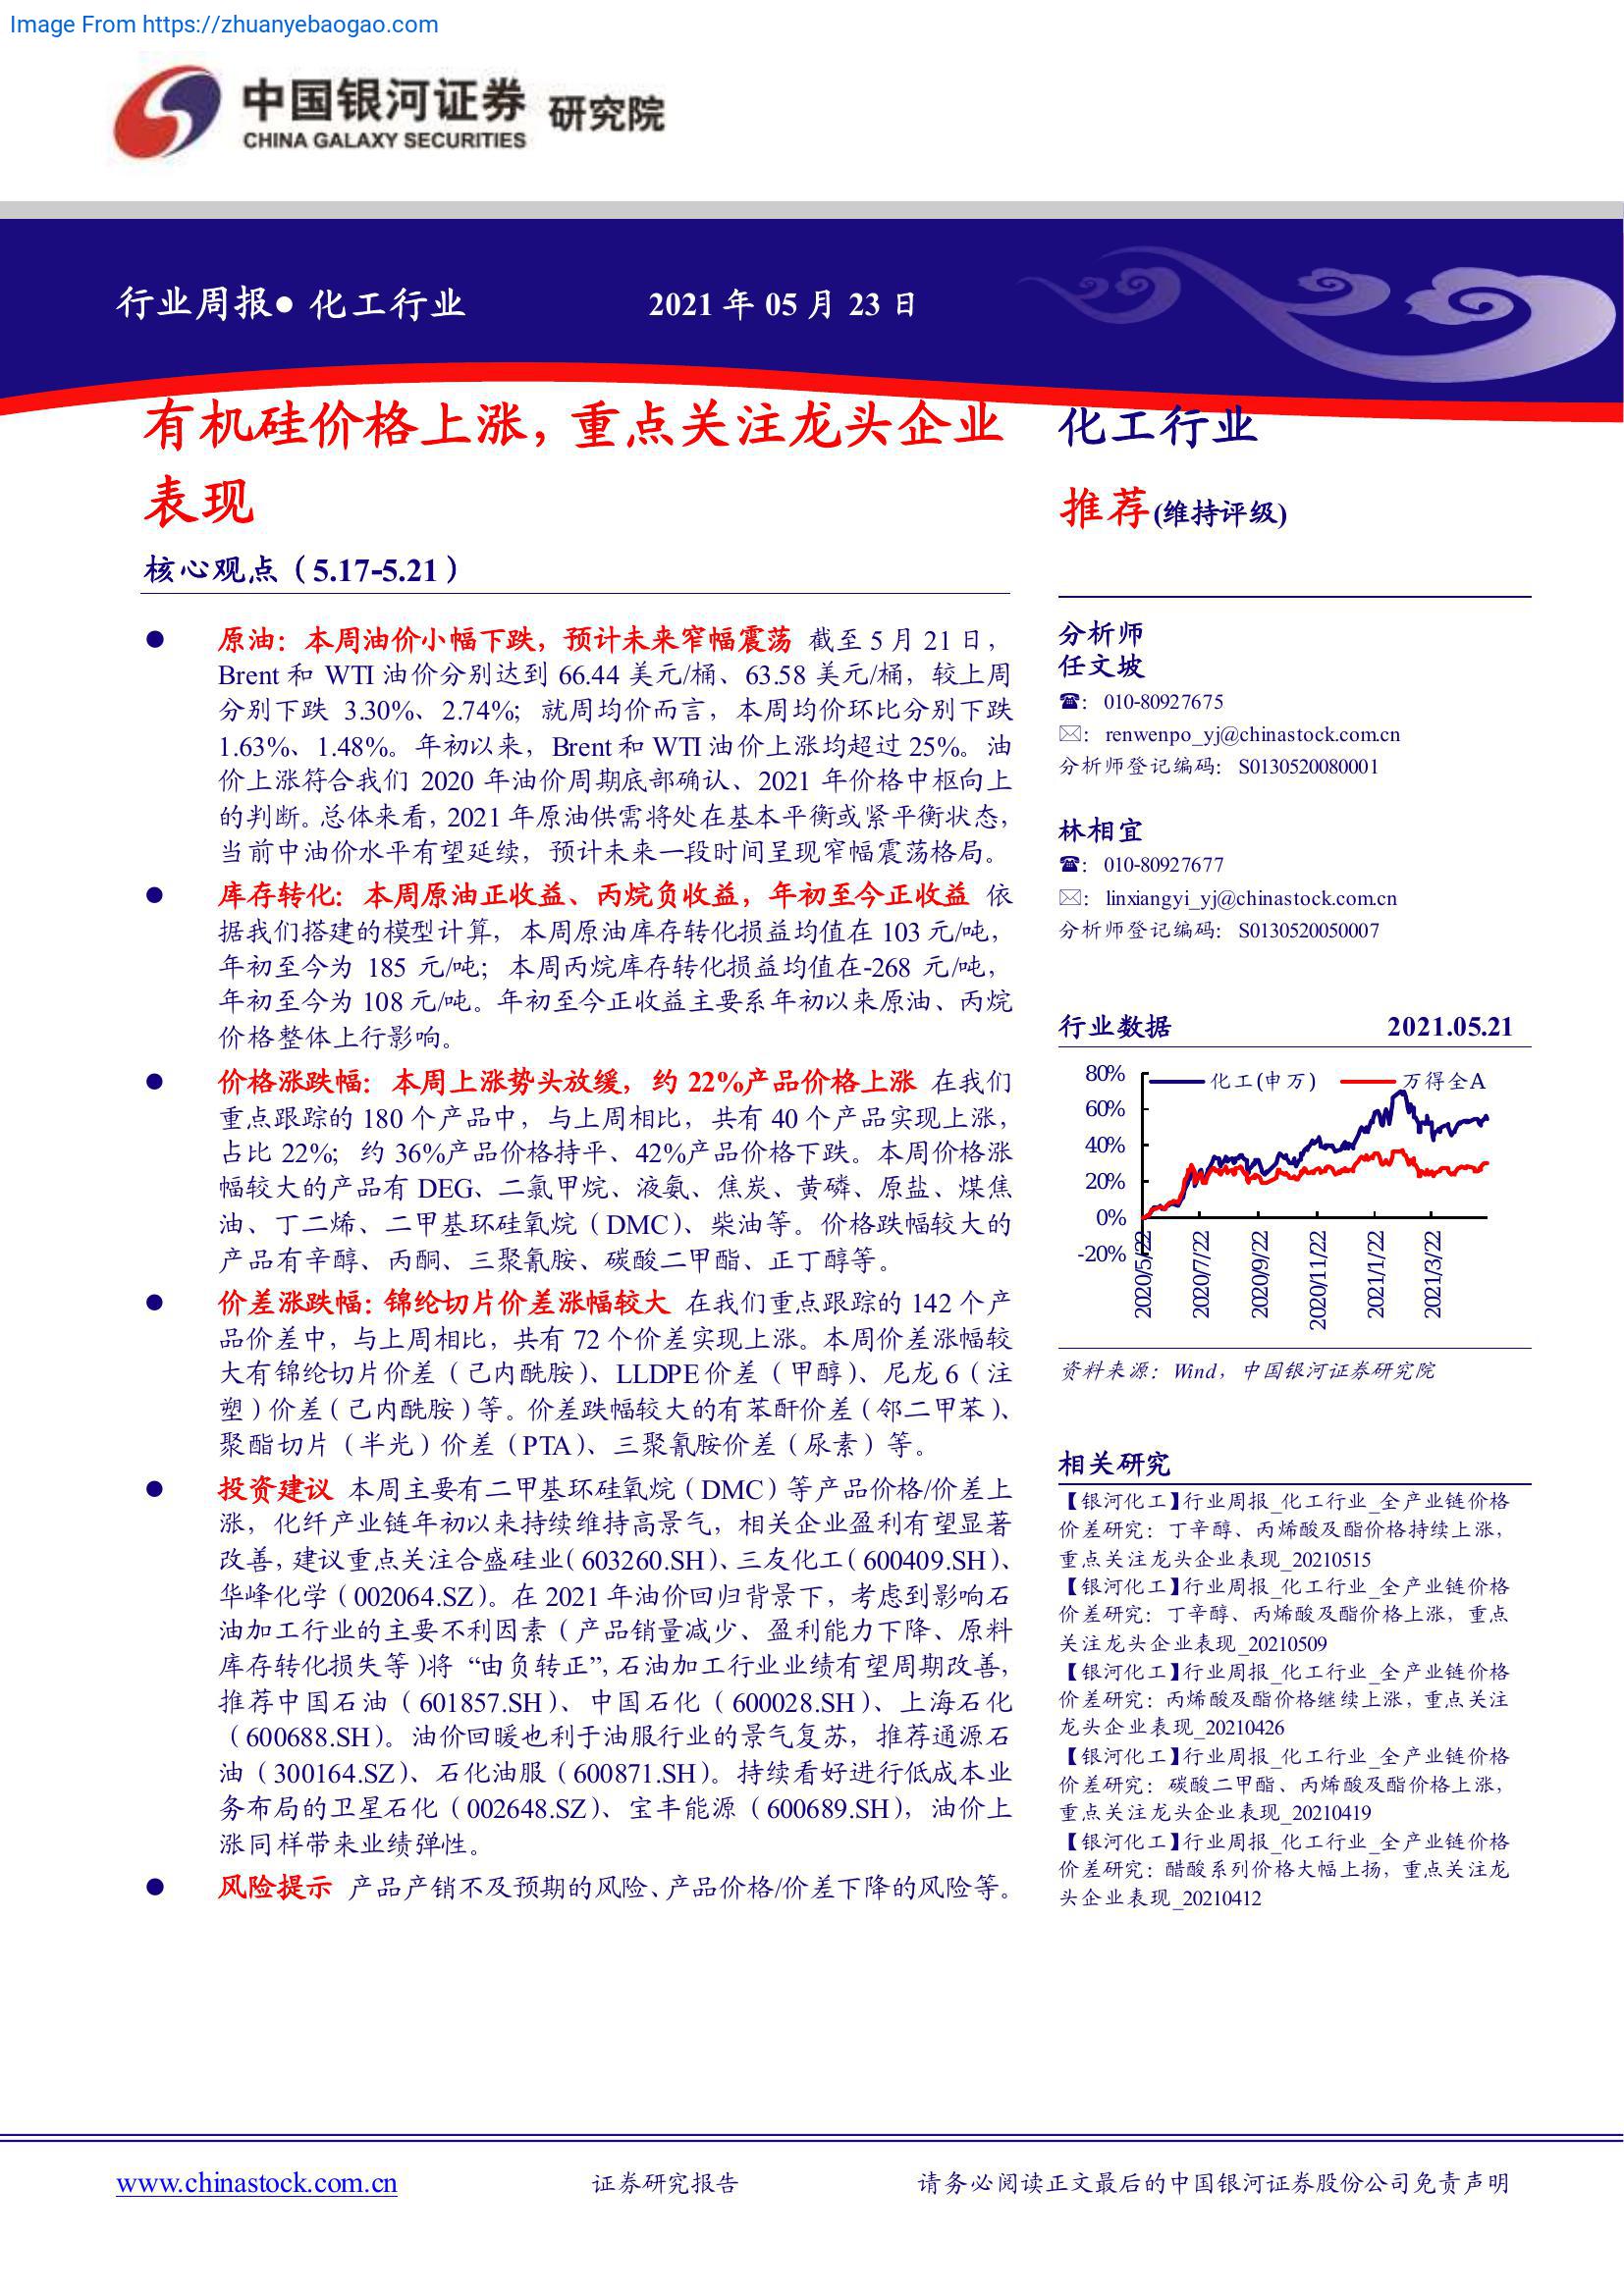 Image From https://zhuanyebaogao.com
中国银河证券 研究院
CHINA GALAXY SECURITIES
行业周报● 化工行业
2021 年 05 月 23 日
有机硅价格上涨，重点关注龙头企业
表现
核心观点（5.17-5.21）
● 原油：本周油价小幅下跌，预计未来窄幅震荡 截至 5 月 21 日，
Brent 和 WTI 油价分别达到 66.44 美元/桶、63.58 美元/桶，较上周
分别下跌 3.30%、2.74%；就周均价而言，本周均价环比分别下跌
1.63%、1.48%。年初以来，Brent 和 WTI 油价上涨均超过 25%。油
价上涨符合我们 2020 年油价周期底部确认、2021 年价格中枢向上
的判断。总体来看，2021 年原油供需将处在基本平衡或紧平衡状态，
当前中油价水平有望延续，预计未来一段时间呈现窄幅震荡格局。
● 库存转化：本周原油正收益、丙烷负收益，年初至今正收益 依
据我们搭建的模型计算，本周原油库存转化损益均值在 103 元/吨，
年初至今为 185 元/吨；本周丙烷库存转化损益均值在-268 元/吨，
年初至今为 108 元/吨。年初至今正收益主要系年初以来原油、丙烷
价格整体上行影响。
● 价格涨跌幅：本周上涨势头放缓，约 22%产品价格上涨 在我们
重点跟踪的 180 个产品中，与上周相比，共有 40 个产品实现上涨，
占比 22%；约 36%产品价格持平、42%产品价格下跌。本周价格涨
幅较大的产品有 DEG、二氯甲烷、液氨、焦炭、黄磷、原盐、煤焦
油、丁二烯、二甲基环硅氧烷（DMC）、柴油等。价格跌幅较大的
产品有辛醇、丙酮、三聚氰胺、碳酸二甲酯、正丁醇等。
● 价差涨跌幅：锦纶切片价差涨幅较大 在我们重点跟踪的 142 个产
品价差中，与上周相比，共有 72 个价差实现上涨。本周价差涨幅较
大有锦纶切片价差（己内酰胺）、LLDPE 价差（甲醇）、尼龙 6（注
塑）价差（己内酰胺）等。价差跌幅较大的有苯酐价差（邻二甲苯）、
聚酯切片（半光）价差（PTA）、三聚氰胺价差（尿素）等。
● 投资建议 本周主要有二甲基环硅氧烷（DMC）等产品价格/价差上
涨，化纤产业链年初以来持续维持高景气，相关企业盈利有望显著
改善，建议重点关注合盛硅业（603260.SH）、三友化工（600409.SH）、
华峰化学（002064.SZ）。在 2021 年油价回归背景下，考虑到影响石
油加工行业的主要不利因素（产品销量减少、盈利能力下降、原料
库存转化损失等）将“由负转正”，石油加工行业业绩有望周期改善，
推荐中国石油（601857.SH）、中国石化（600028.SH）、上海石化
（600688.SH）。油价回暖也利于油服行业的景气复苏，推荐通源石
油（300164.SZ）、石化油服（600871.SH）。持续看好进行低成本业
务布局的卫星石化（002648.SZ）、宝丰能源（600689.SH），油价上
涨同样带来业绩弹性。
● 风险提示 产品产销不及预期的风险、产品价格/价差下降的风险等。
化工行业
推荐(维持评级)
分析师
任文坡
☎： 010-80927675
✉： renwenpo_yj@chinastock.com.cn
分析师登记编码： S0130520080001
林相宜
☎： 010-80927677
✉： linxiangyi_yj@chinastock.com.cn
分析师登记编码： S0130520050007
行业数据 2021.05.21
化工(申万) 万得全A
80%
60%
40%
20%
0%
-20%
2020/5/22
2020/7/22
2020/9/22
2020/11/22
2021/1/22
2021/3/22
资料来源：Wind，中国银河证券研究院
相关研究
【银河化工】行业周报_化工行业_全产业链价格
价差研究：丁辛醇、丙烯酸及酯价格持续上涨，
重点关注龙头企业表现_20210515
【银河化工】行业周报_化工行业_全产业链价格
价差研究：丁辛醇、丙烯酸及酯价格上涨，重点
关注龙头企业表现_20210509
【银河化工】行业周报_化工行业_全产业链价格
价差研究：丙烯酸及酯价格继续上涨，重点关注
龙头企业表现_20210426
【银河化工】行业周报_化工行业_全产业链价格
价差研究：碳酸二甲酯、丙烯酸及酯价格上涨，
重点关注龙头企业表现_20210419
【银河化工】行业周报_化工行业_全产业链价格
价差研究：醋酸系列价格大幅上扬，重点关注龙
头企业表现_20210412
www.chinastock.com.cn
证券研究报告
请务必阅读正文最后的中国银河证券股份公司免责声明